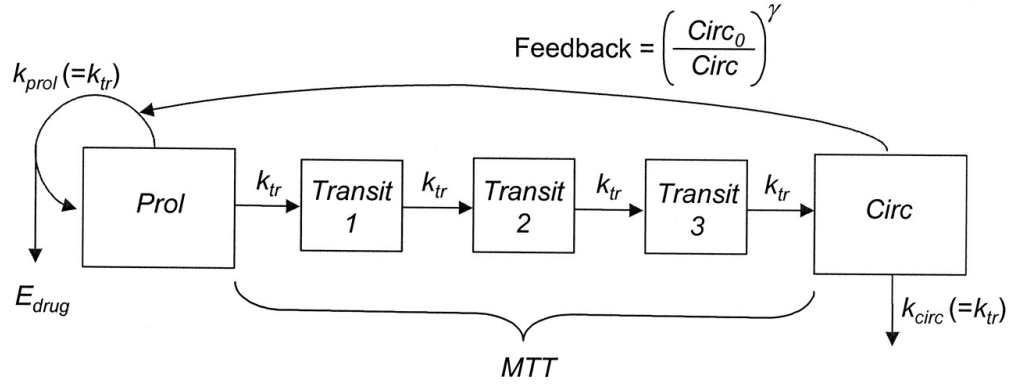 Feedback = (Circ0/Circ)^γ
kprol (=ktr)
Prol
ktr
Transit
1
ktr
Transit
2
ktr
Transit
3
ktr
Circ
Edrug
kcirc (=ktr)
MTT